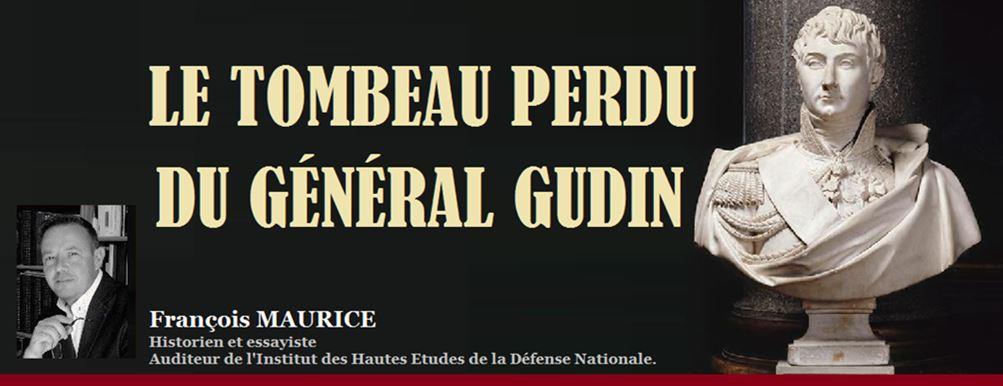 LE TOMBEAU PERDU
DU GÉNÉRAL GUDIN
François MAURICE
Historien et essayiste
Auditeur de l'Institut des Hautes Etudes de la Défense Nationale.